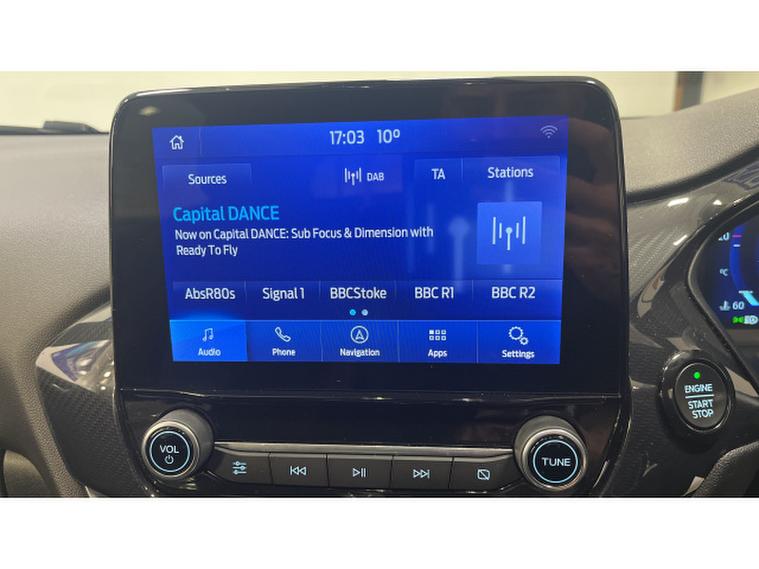 17:03 10°
Sources DAB TA Stations
Capital DANCE
Now on Capital DANCE: Sub Focus & Dimension with
Ready To Fly
AbsR80s Signal 1 BBCStoke BBC R1 BBC R2
Audio Phone Navigation Apps Settings
°C
60
ENGINE
START
STOP
VOL
TUNE